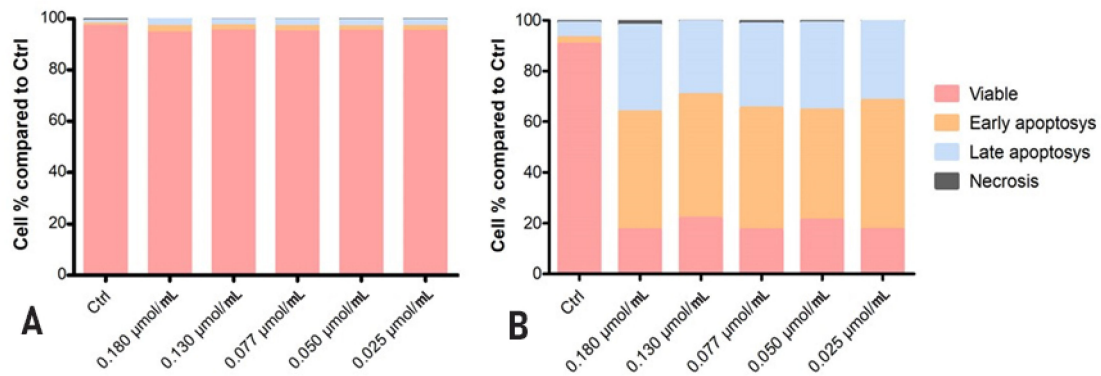 Cell % compared to Ctrl
100
80
60
40
20
0
Ctrl
0.180 µmol/mL
0.130 µmol/mL
0.077 µmol/mL
0.050 µmol/mL
0.025 µmol/mL
A
Cell % compared to Ctrl
100
80
60
40
20
0
Ctrl
0.180 µmol/mL
0.130 µmol/mL
0.077 µmol/mL
0.050 µmol/mL
0.025 µmol/mL
B
Viable
Early apoptosys
Late apoptosys
Necrosis